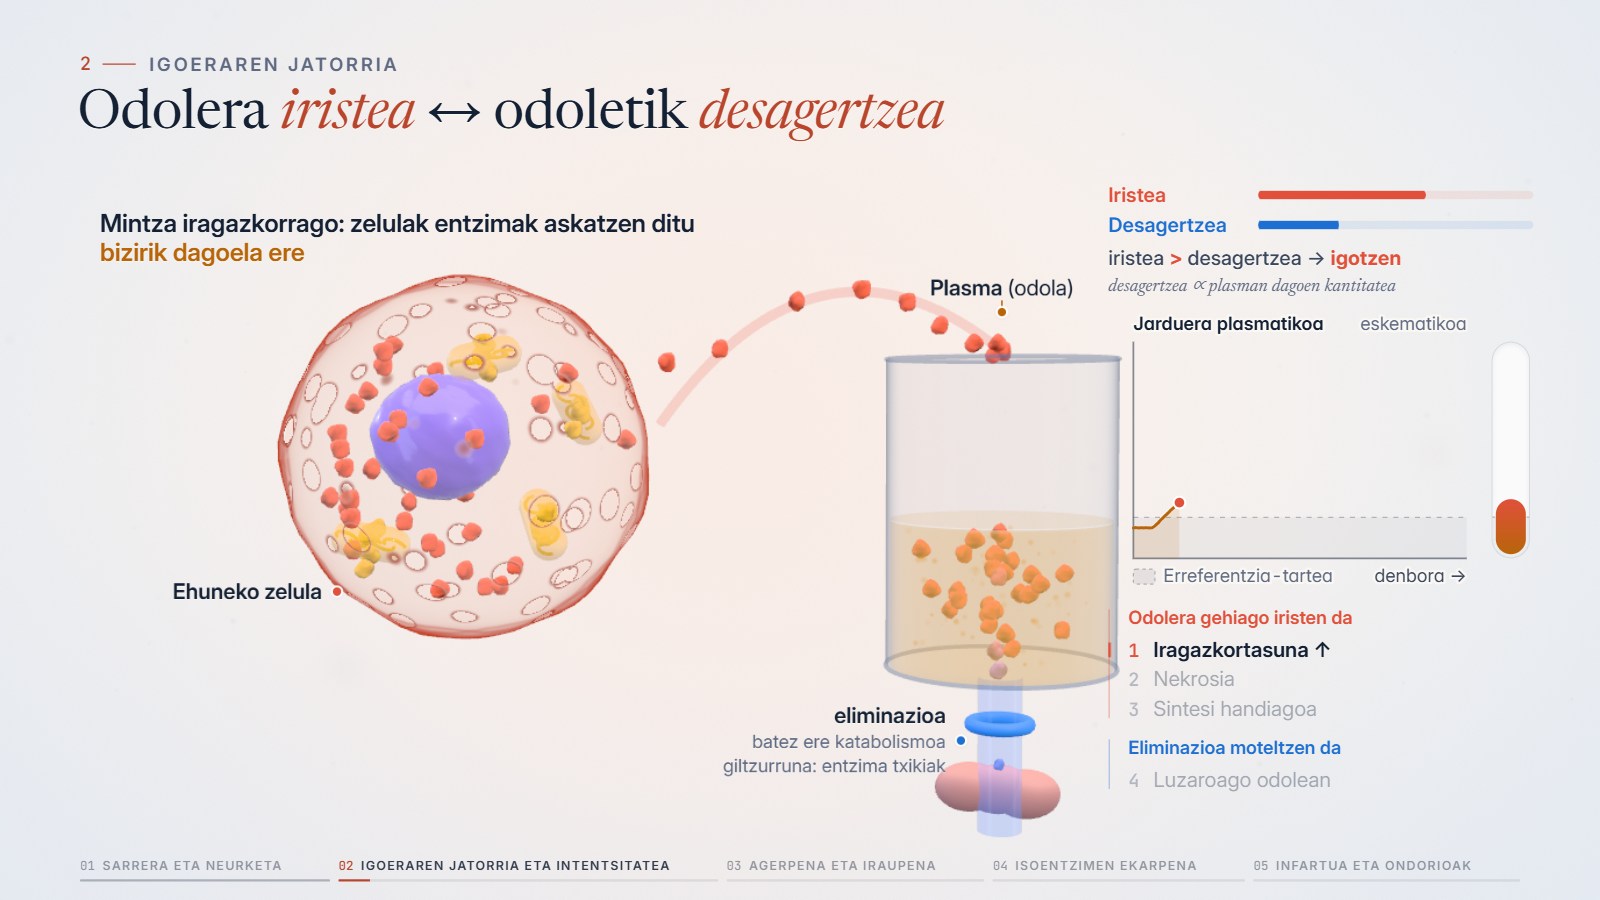 2 — IGOERAREN JATORRIA
Odolera iristea ↔ odoletik desagertzea
Mintza iragazkorrago: zelulak entzimak askatzen ditu
bizirik dagoela ere
Ehuneko zelula
Plasma (odola)
eliminazioa
batez ere katabolismoa
giltzurruna: entzima txikiak
Iristea
Desagertzea
iristea > desagertzea → igotzen
desagertzea ∝ plasman dagoen kantitatea
Jarduera plasmatikoa eskematikoa
Erreferentzia-tartea denbora →
Odolera gehiago iristen da
1 Iragazkortasuna ↑
2 Nekrosia
3 Sintesi handiagoa
Eliminazioa moteltzen da
4 Luzaroago odolean
01 SARRERA ETA NEURKETA
02 IGOERAREN JATORRIA ETA INTENTSITATEA
03 AGERPENA ETA IRAUPENA
04 ISOENTZIMEN EKARPENA
05 INFARTUA ETA ONDORIOAK